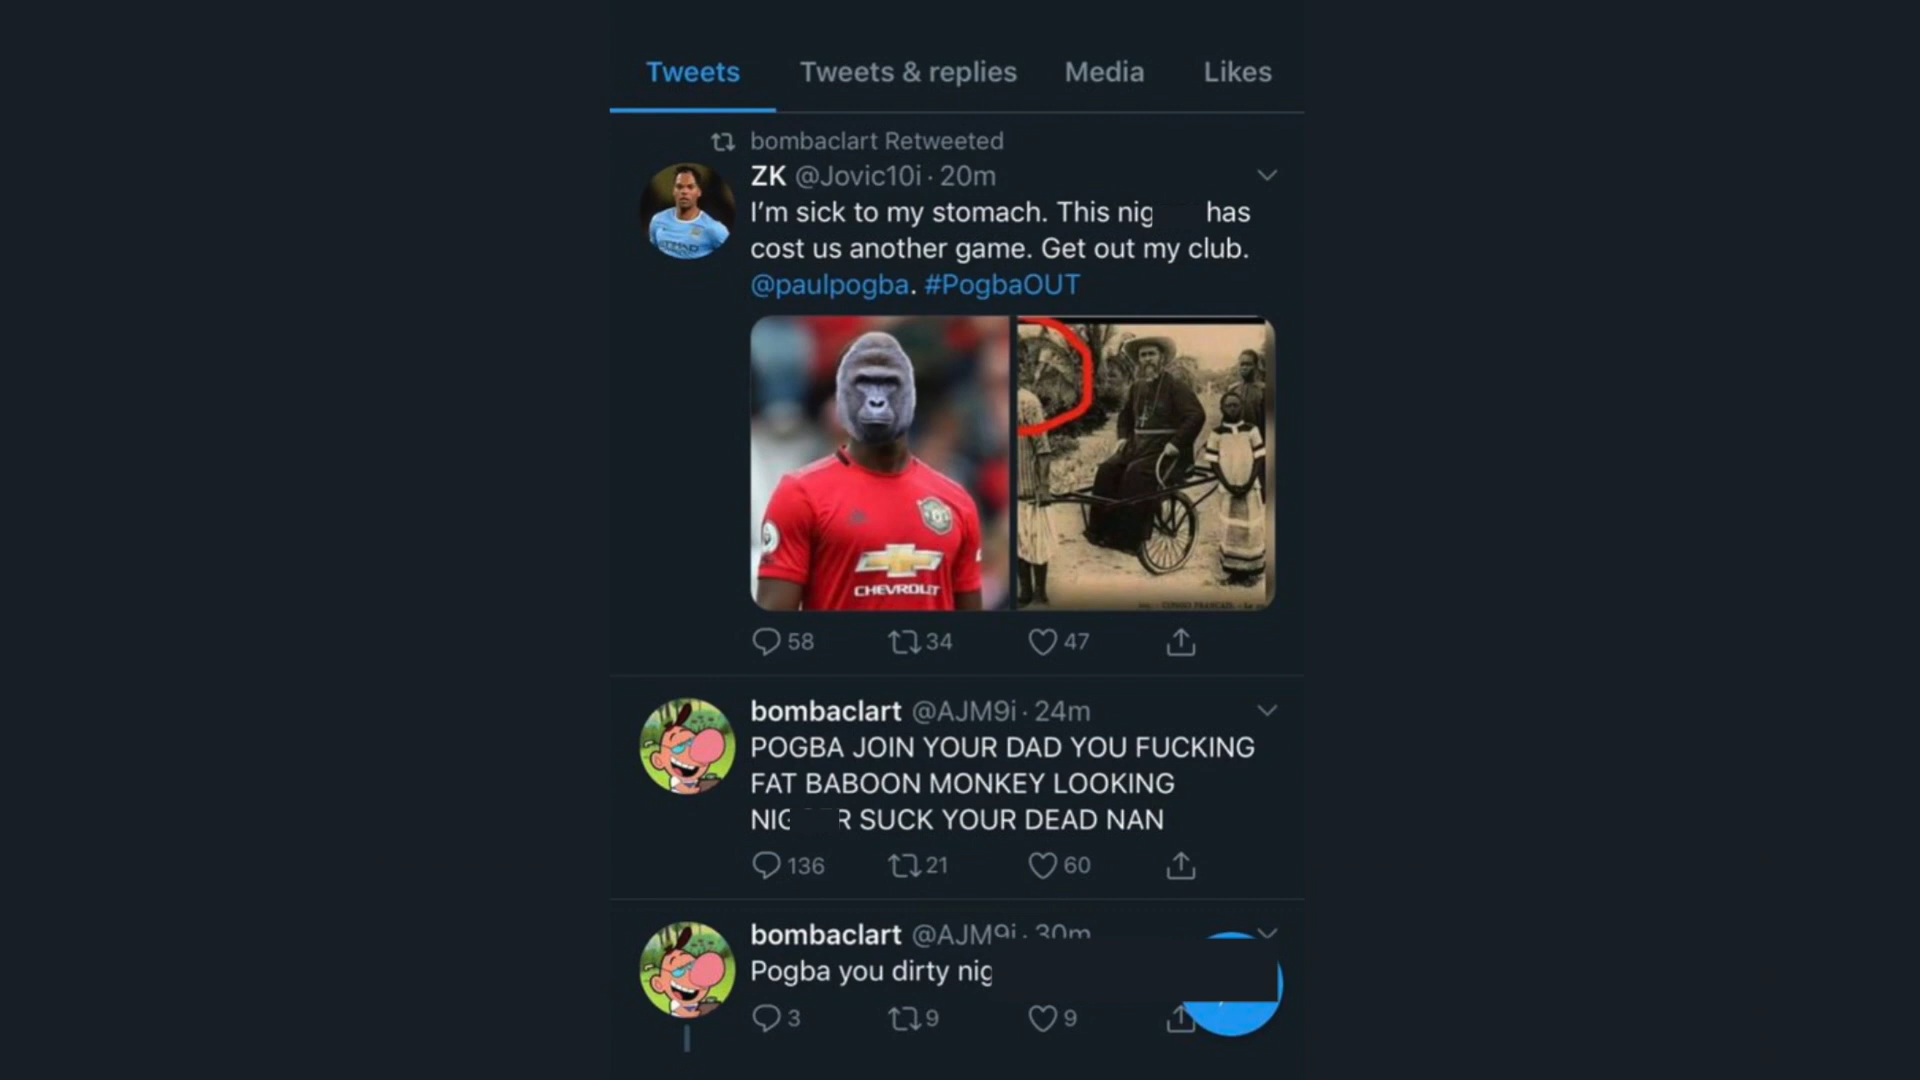 Tweets Tweets & replies Media Likes
bombaclart Retweeted
ZK @Jovic10i · 20m
I'm sick to my stomach. This nig has
cost us another game. Get out my club.
@paulpogba. #PogbaOUT
CHEVROLET
58 34 47
bombaclart @AJM9i · 24m
POGBA JOIN YOUR DAD YOU FUCKING
FAT BABOON MONKEY LOOKING
NIG R SUCK YOUR DEAD NAN
136 21 60
bombaclart @AJM9i · 30m
Pogba you dirty nig
3 9 9